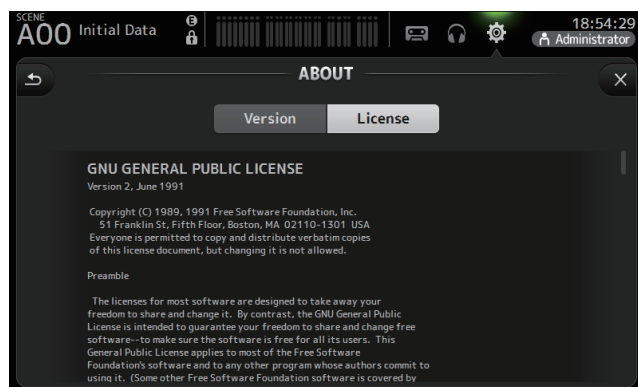 SCENE
A00 Initial Data
E
18:54:29
Administrator
ABOUT
Version
License
GNU GENERAL PUBLIC LICENSE
Version 2, June 1991
Copyright (C) 1989, 1991 Free Software Foundation, Inc.
51 Franklin St, Fifth Floor, Boston, MA 02110-1301 USA
Everyone is permitted to copy and distribute verbatim copies
of this license document, but changing it is not allowed.
Preamble
The licenses for most software are designed to take away your
freedom to share and change it. By contrast, the GNU General Public
License is intended to guarantee your freedom to share and change free
software--to make sure the software is free for all its users. This
General Public License applies to most of the Free Software
Foundation's software and to any other program whose authors commit to
using it. (Some other Free Software Foundation software is covered by